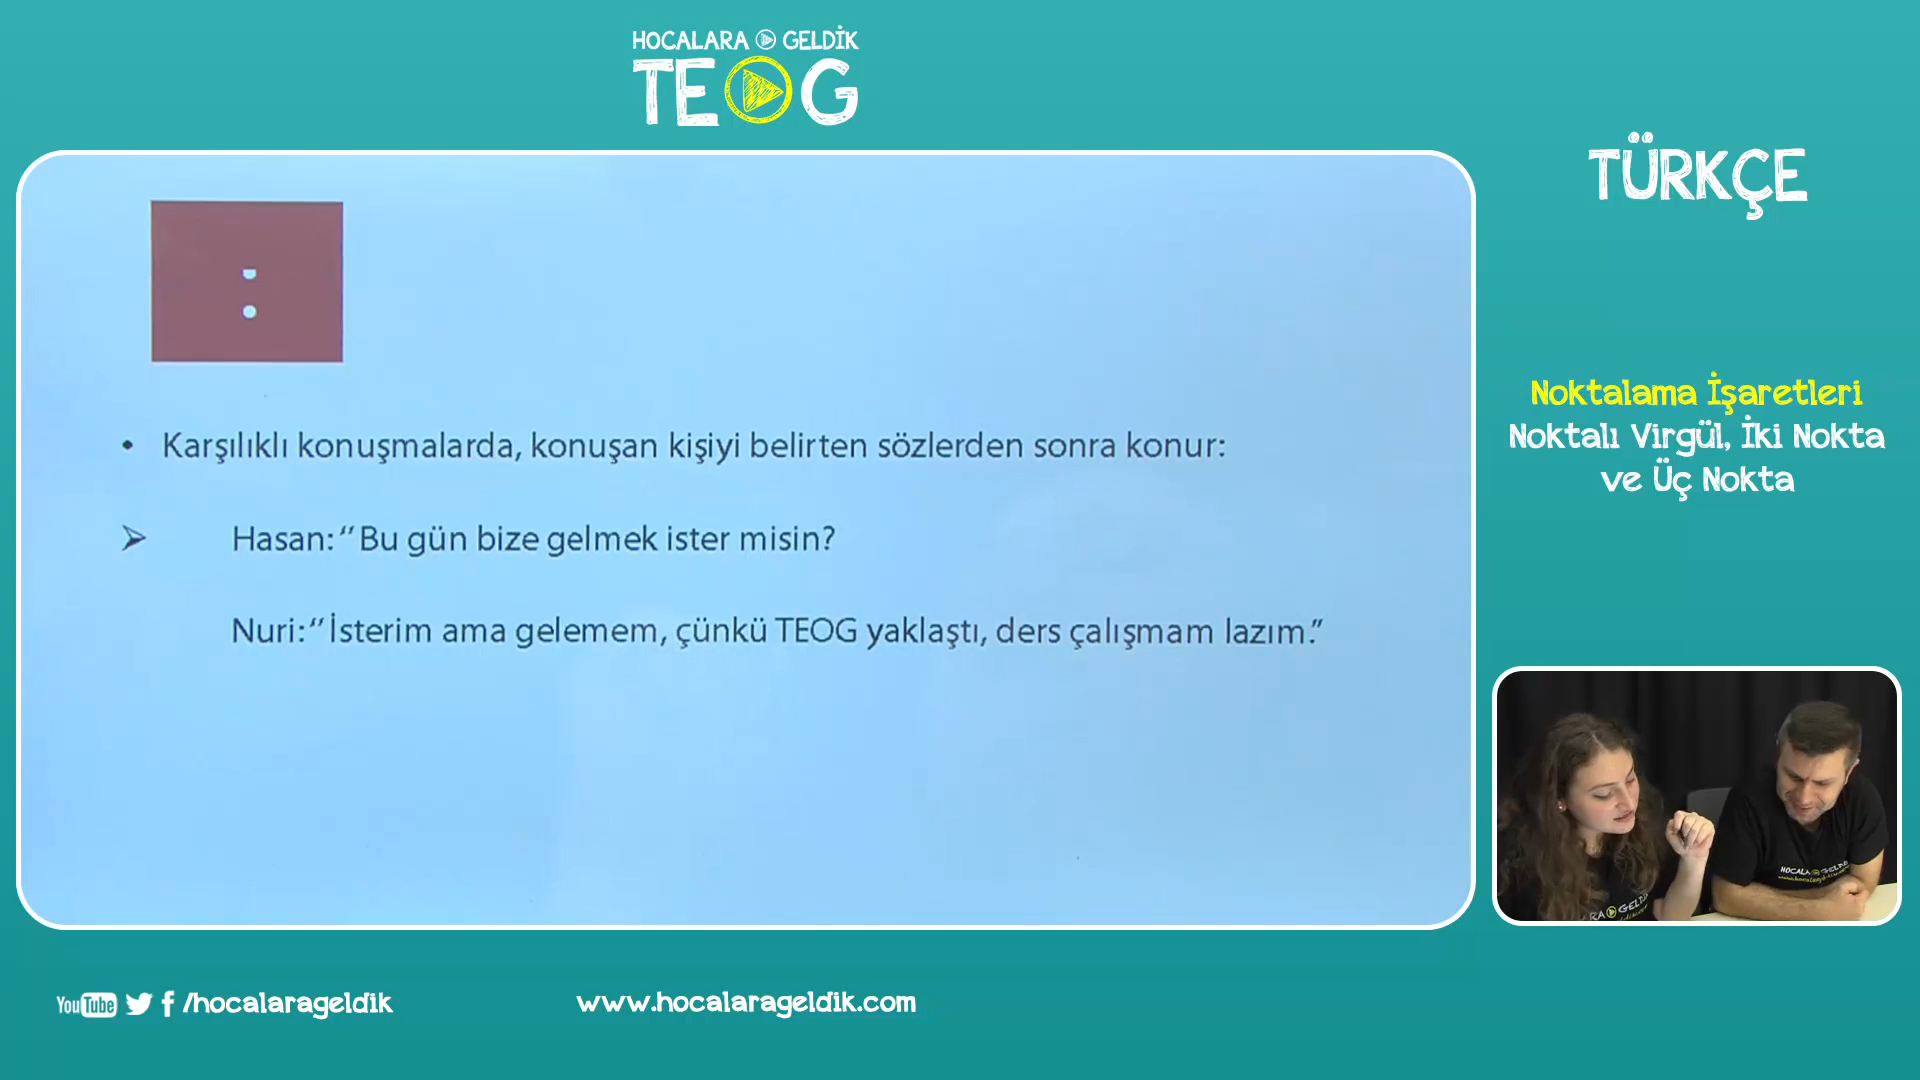 HOCALARA GELDİK
TEOG
TÜRKÇE
:
• Karşılıklı konuşmalarda, konuşan kişiyi belirten sözlerden sonra konur:
➢ Hasan: ‘’Bu gün bize gelmek ister misin?
Nuri: ‘’İsterim ama gelemem, çünkü TEOG yaklaştı, ders çalışmam lazım.’’
Noktalama İşaretleri
Noktalı Virgül, İki Nokta
ve Üç Nokta
YouTube /hocalarageldik
www.hocalarageldik.com